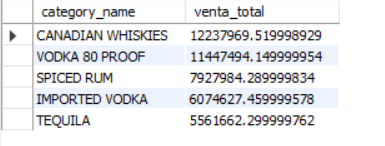 category_name venta_total
CANADIAN WHISKIES 12237969.519998929
VODKA 80 PROOF 11447494.149999954
SPICED RUM 7927984.289999834
IMPORTED VODKA 6074627.459999578
TEQUILA 5561662.299999762